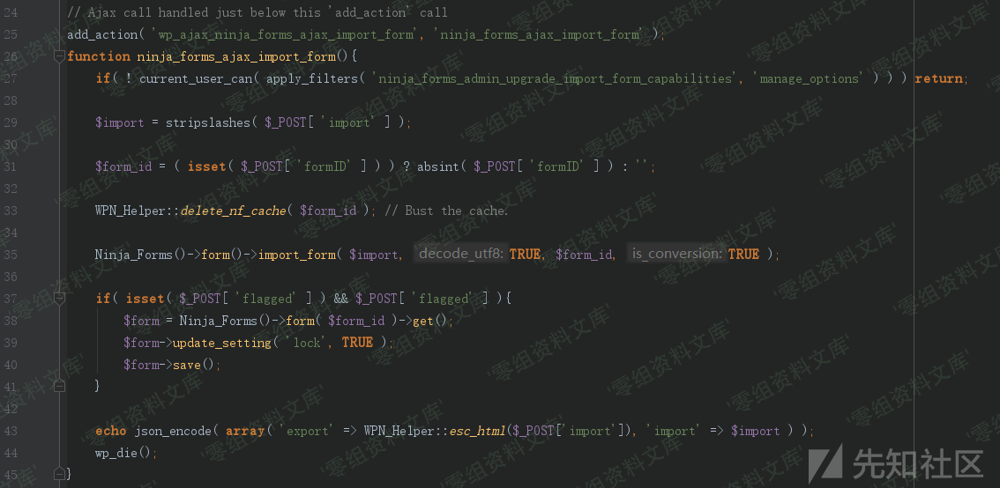 24 // Ajax call handled just below this 'add_action' call
25 add_action( 'wp_ajax_ninja_forms_ajax_import_form', 'ninja_forms_ajax_import_form' );
26 function ninja_forms_ajax_import_form(){
27 if( ! current_user_can( apply_filters( 'ninja_forms_admin_upgrade_import_form_capabilities', 'manage_options' ) ) ) return;
28
29 $import = stripslashes( $_POST[ 'import' ] );
30
31 $form_id = ( isset( $_POST[ 'formID' ] ) ) ? absint( $_POST[ 'formID' ] ) : '';
32
33 WPN_Helper::delete_nf_cache( $form_id ); // Bust the cache.
34
35 Ninja_Forms()->form()->import_form( $import, decode_utf8: TRUE, $form_id, is_conversion: TRUE );
36
37 if( isset( $_POST[ 'flagged' ] ) && $_POST[ 'flagged' ] ){
38 $form = Ninja_Forms()->form( $form_id )->get();
39 $form->update_setting( 'lock', TRUE );
40 $form->save();
41 }
42
43 echo json_encode( array( 'export' => WPN_Helper::esc_html($_POST['import']), 'import' => $import ) );
44 wp_die();
45 }
'零组资料文库'
先知社区